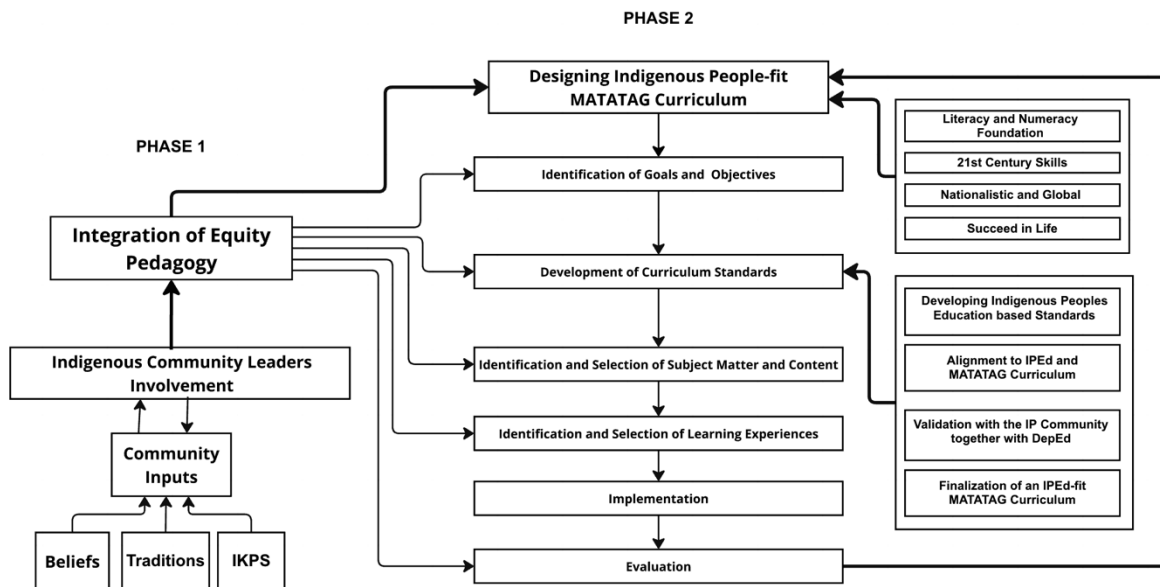 PHASE 2
Designing Indigenous People-fit
MATATAG Curriculum
Literacy and Numeracy
Foundation
21st Century Skills
Nationalistic and Global
Succeed in Life
PHASE 1
Identification of Goals and Objectives
Integration of Equity
Pedagogy
Development of Curriculum Standards
Developing Indigenous Peoples
Education based Standards
Alignment to IPEd and
MATATAG Curriculum
Validation with the IP Community
together with DepEd
Finalization of an IPEd-fit
MATATAG Curriculum
Indigenous Community Leaders
Involvement
Identification and Selection of Subject Matter and Content
Identification and Selection of Learning Experiences
Community
Inputs
Implementation
Beliefs
Traditions
IKPS
Evaluation